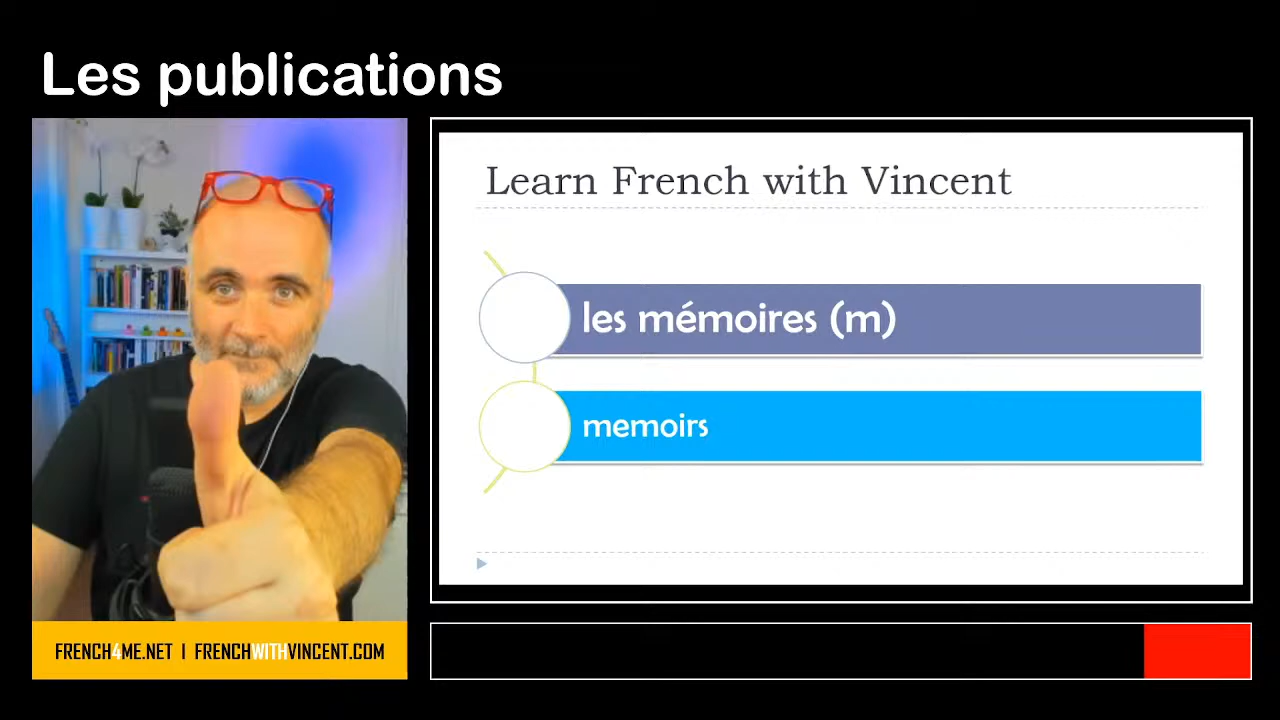 Les publications
Learn French with Vincent
les mémoires (m)
memoirs
FRENCH4ME.NET | FRENCHWITHVINCENT.COM